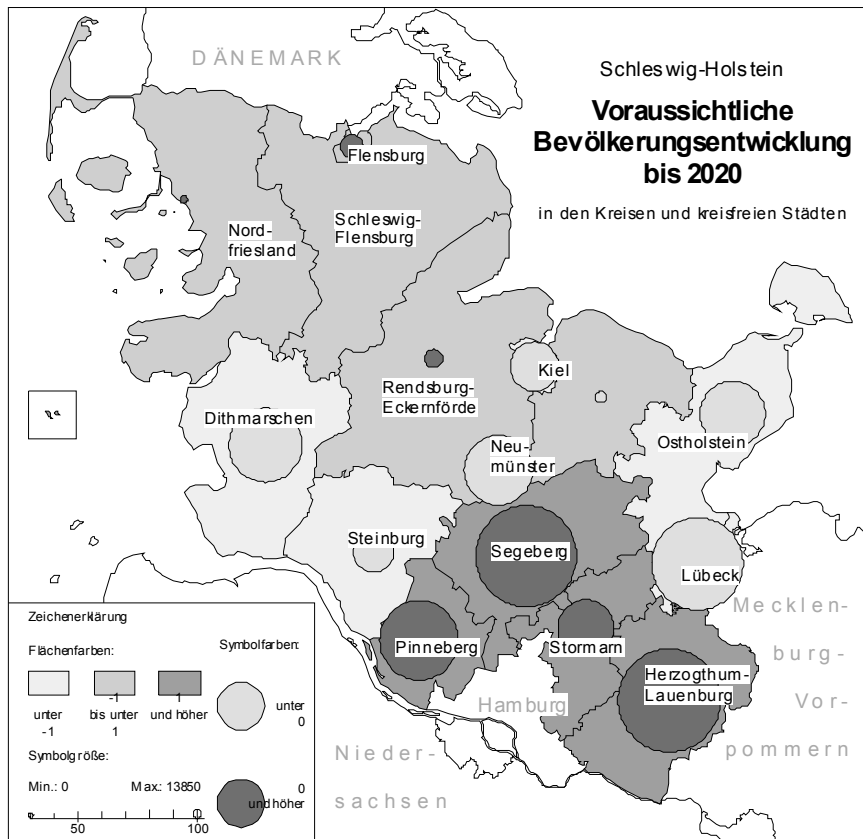 DÄNEMARK
Schleswig-Holstein
Voraussichtliche
Bevölkerungsentwicklung
bis 2020
in den Kreisen und kreisfreien Städten
Flensburg
Schleswig-
Flensburg
Nord-
friesland
Kiel
Rendsburg-
Eckernförde
Dithmarschen
Ostholstein
Neu-
münster
Steinburg
Segeberg
Lübeck
Mecklen-
burg-
Vor-
pommern
Pinneberg
Stormarn
Herzogthum-
Lauenburg
Hamburg
Nieder-
sachsen
Zeichenerklärung
Flächenfarben:
Symbolfarben:
unter
-1
-1
bis unter
1
1
und höher
unter
0
Symbolgröße:
Min.: 0 Max.: 13850
0
und höher
50 100